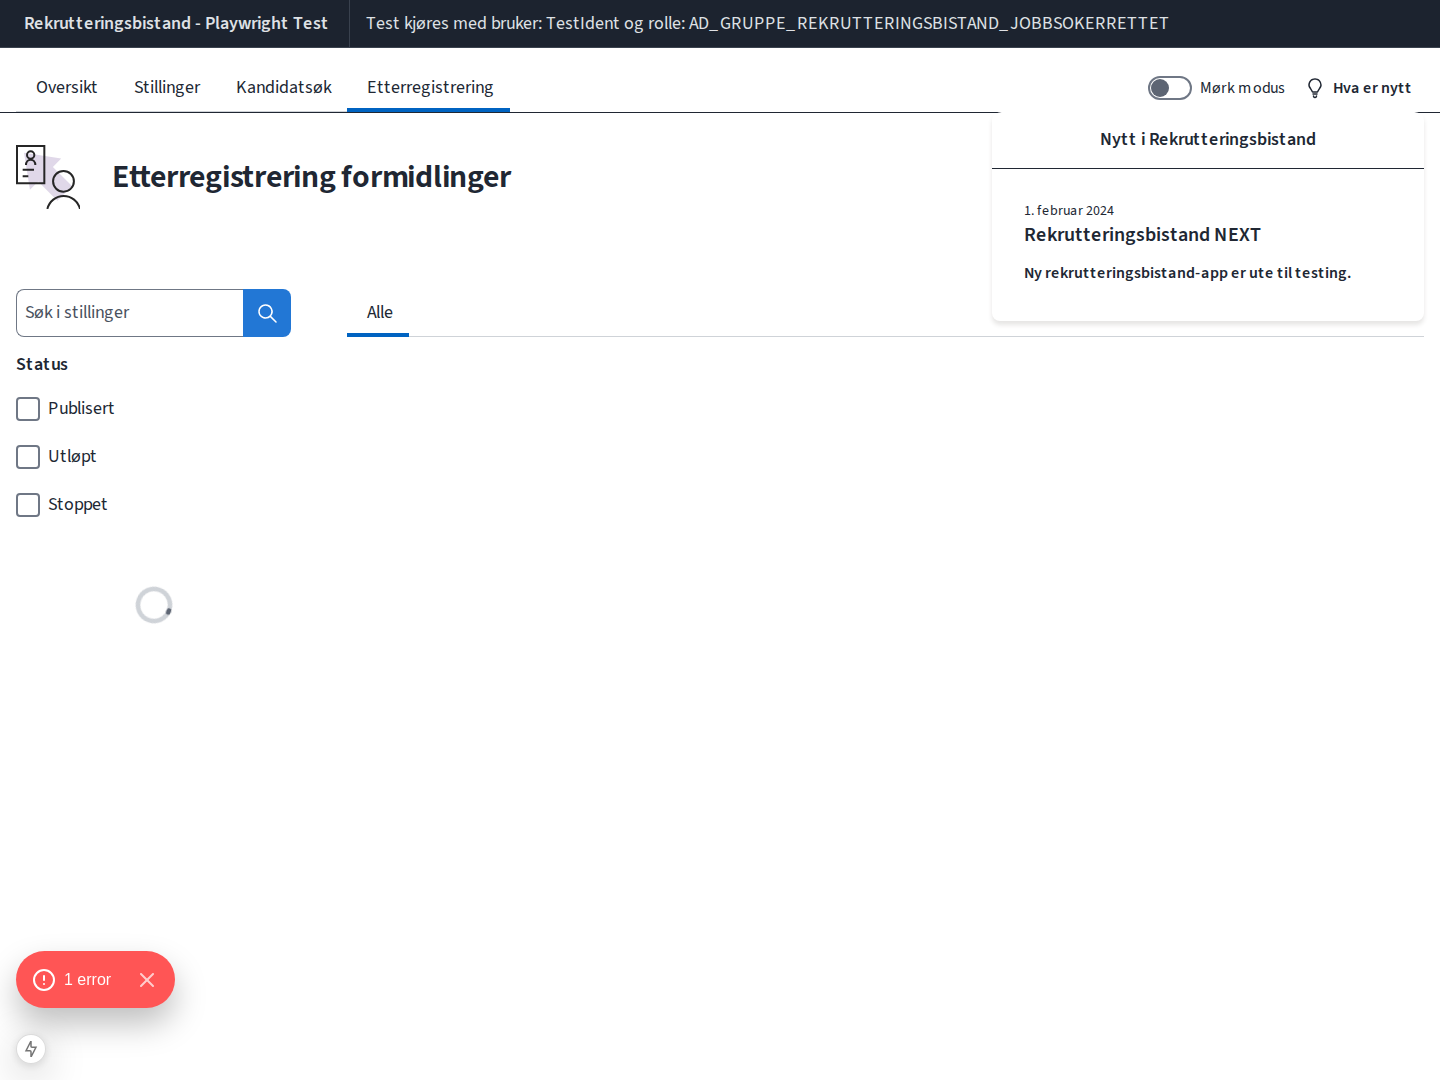 Rekrutteringsbistand - Playwright Test
Test kjøres med bruker: TestIdent og rolle: AD_GRUPPE_REKRUTTERINGSBISTAND_JOBBSOKERRETTET
Oversikt
Stillinger
Kandidatsøk
Etterregistrering
Mørk modus
Hva er nytt
Nytt i Rekrutteringsbistand
1. februar 2024
Rekrutteringsbistand NEXT
Ny rekrutteringsbistand-app er ute til testing.
Etterregistrering formidlinger
Søk i stillinger
Alle
Status
Publisert
Utløpt
Stoppet
1 error